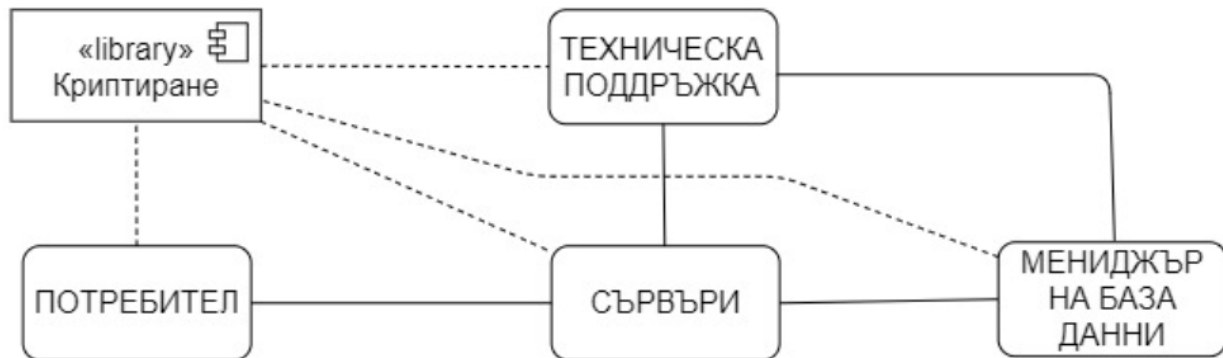 «library»
Криптиране
ТЕХНИЧЕСКА
ПОДДРЪЖКА
ПОТРЕБИТЕЛ
СЪРВЪРИ
МЕНИДЖЪР
НА БАЗА
ДАННИ